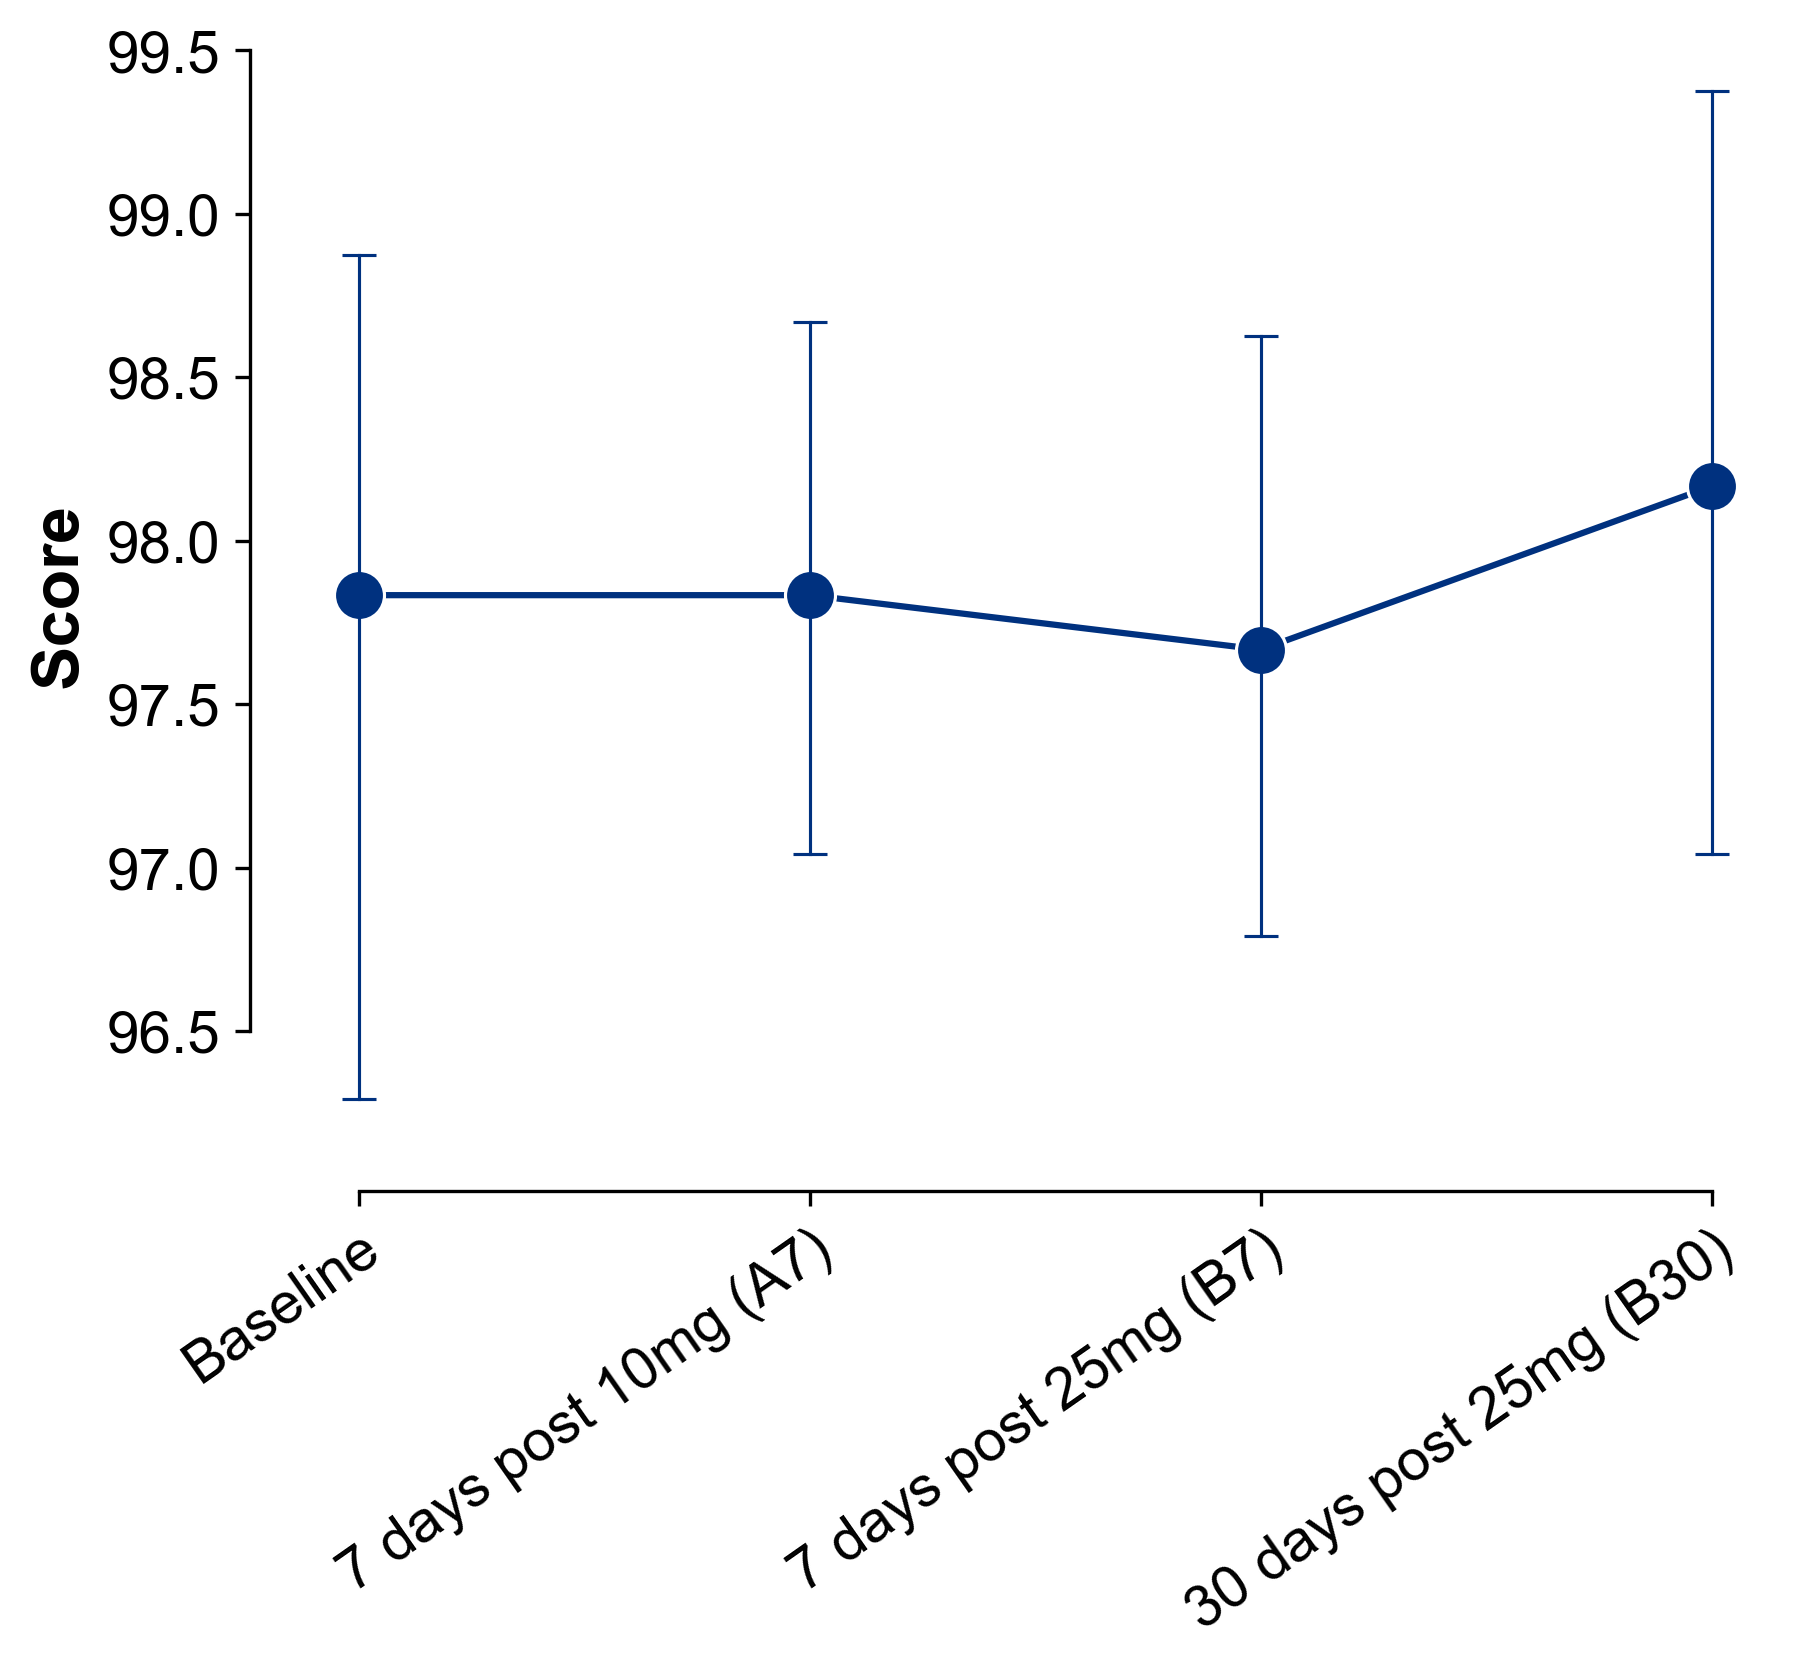 Score
99.5
99.0
98.5
98.0
97.5
97.0
96.5
Baseline
7 days post 10mg (A7)
7 days post 25mg (B7)
30 days post 25mg (B30)